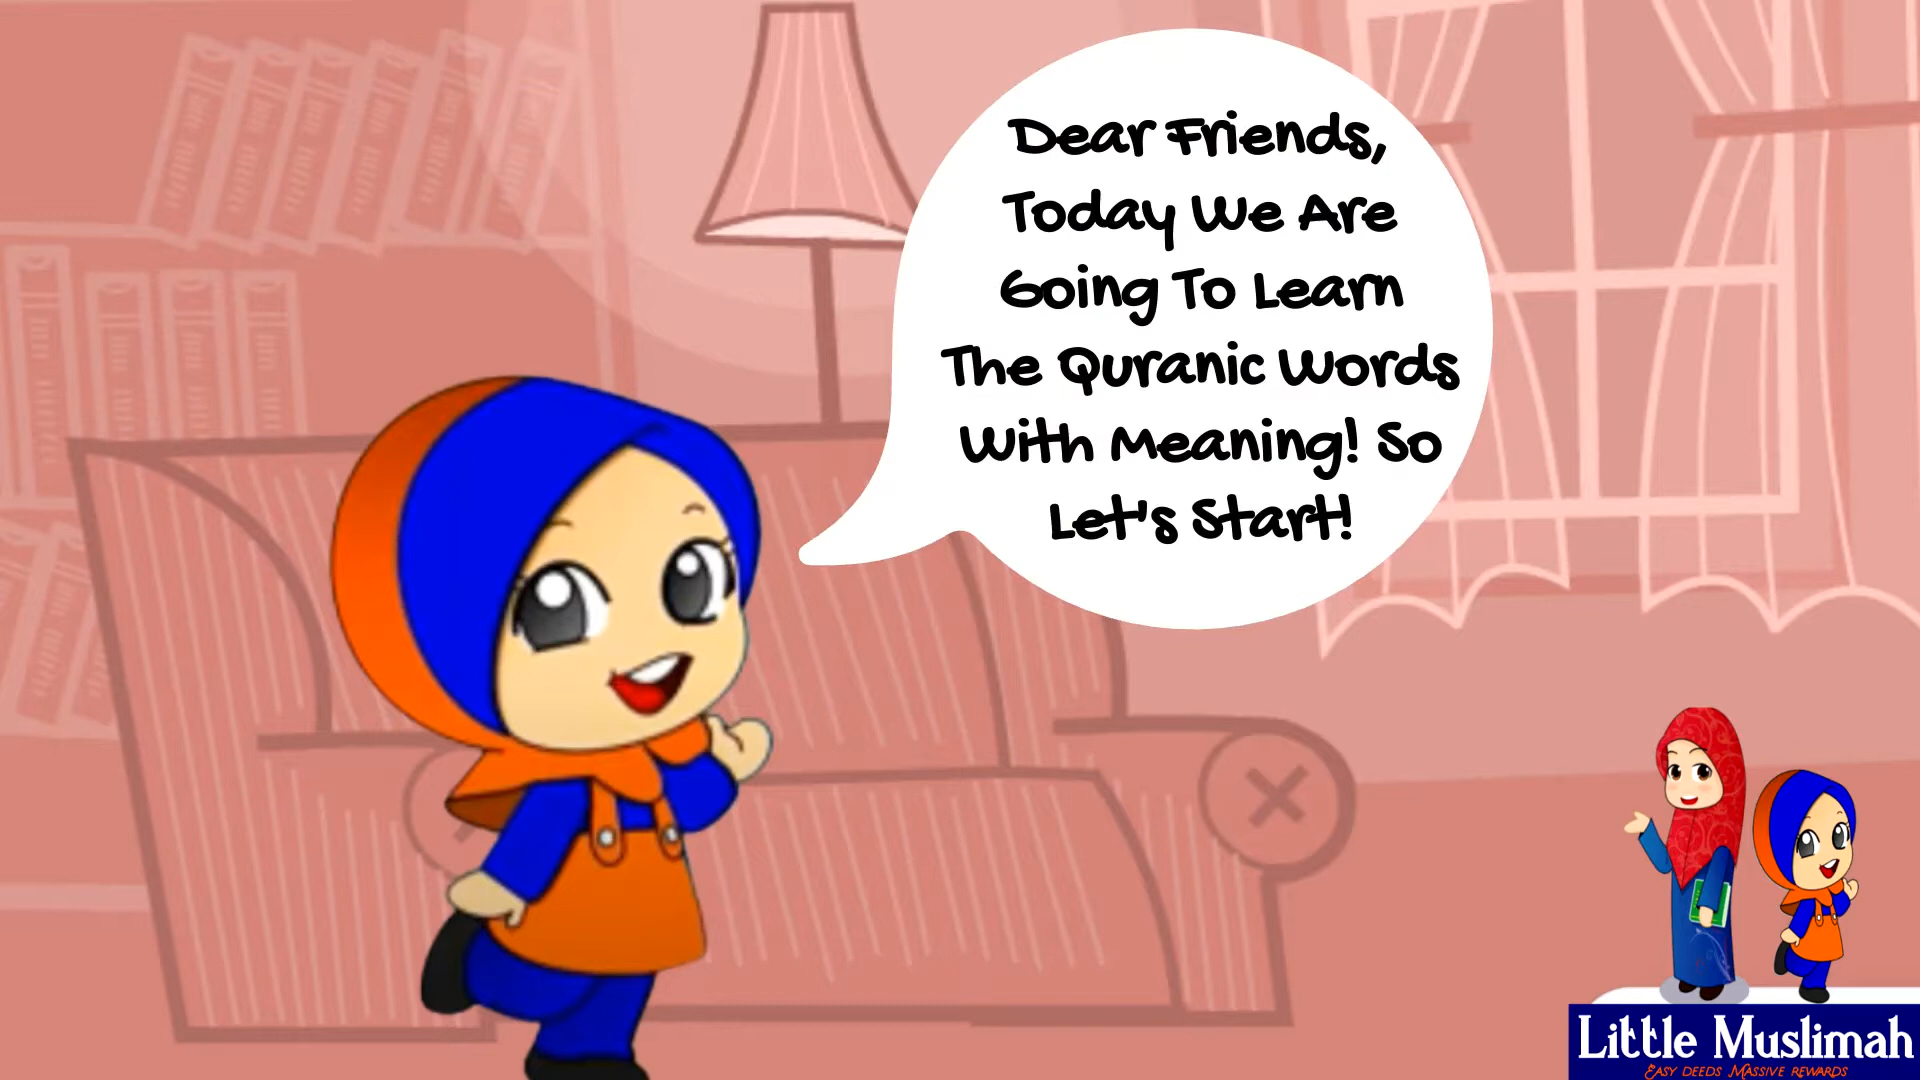 Dear Friends,
Today We Are
Going To Learn
The Quranic Words
With Meaning! So
Let's Start!
Little Muslimah
Easy deeds Massive rewards